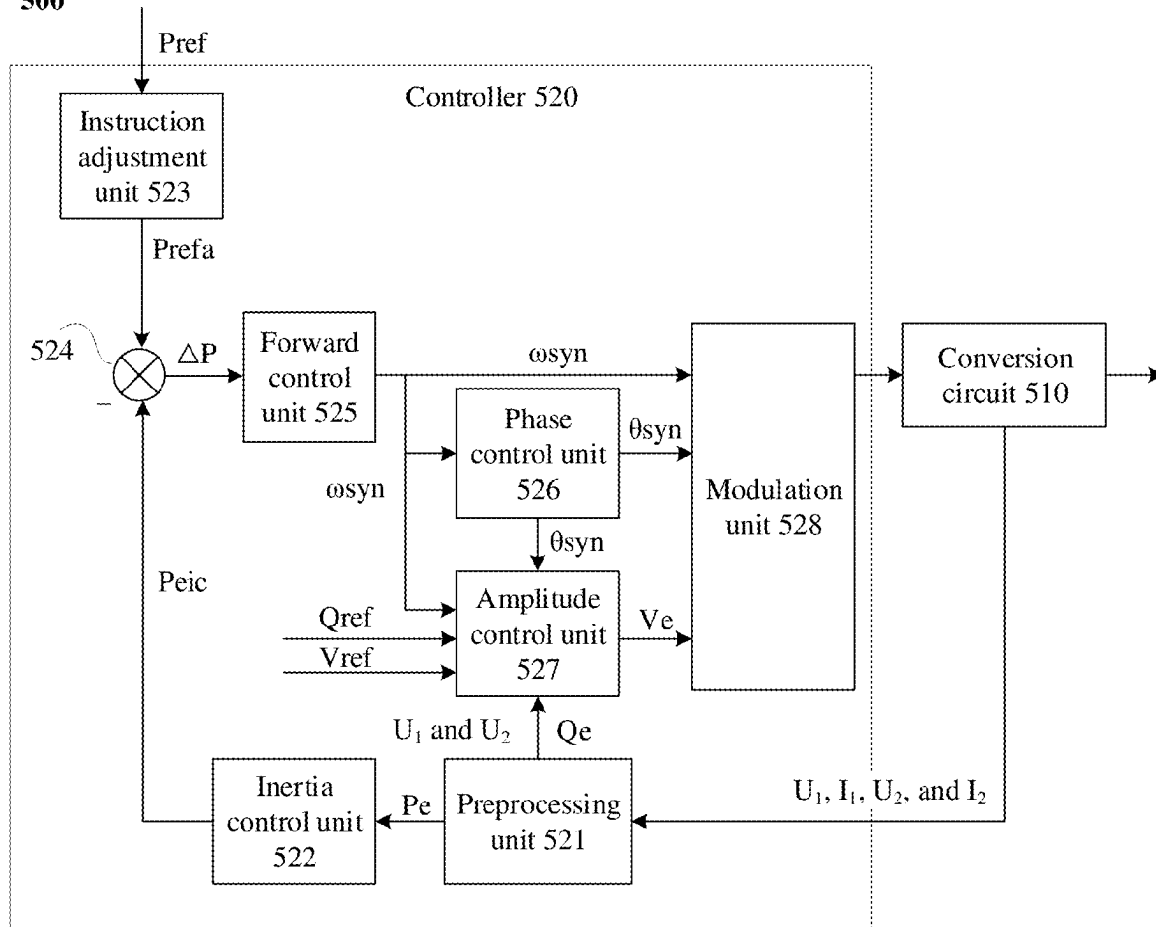 500
Pref
Controller 520
Instruction
adjustment
unit 523
Prefa
524
△P
−
Forward
control
unit 525
ωsyn
ωsyn
Phase
control unit
526
θsyn
θsyn
Modulation
unit 528
Conversion
circuit 510
Peic
Qref
Vref
Amplitude
control unit
527
Ve
U₁ and U₂
Qe
U₁, I₁, U₂, and I₂
Inertia
control unit
522
Pe
Preprocessing
unit 521